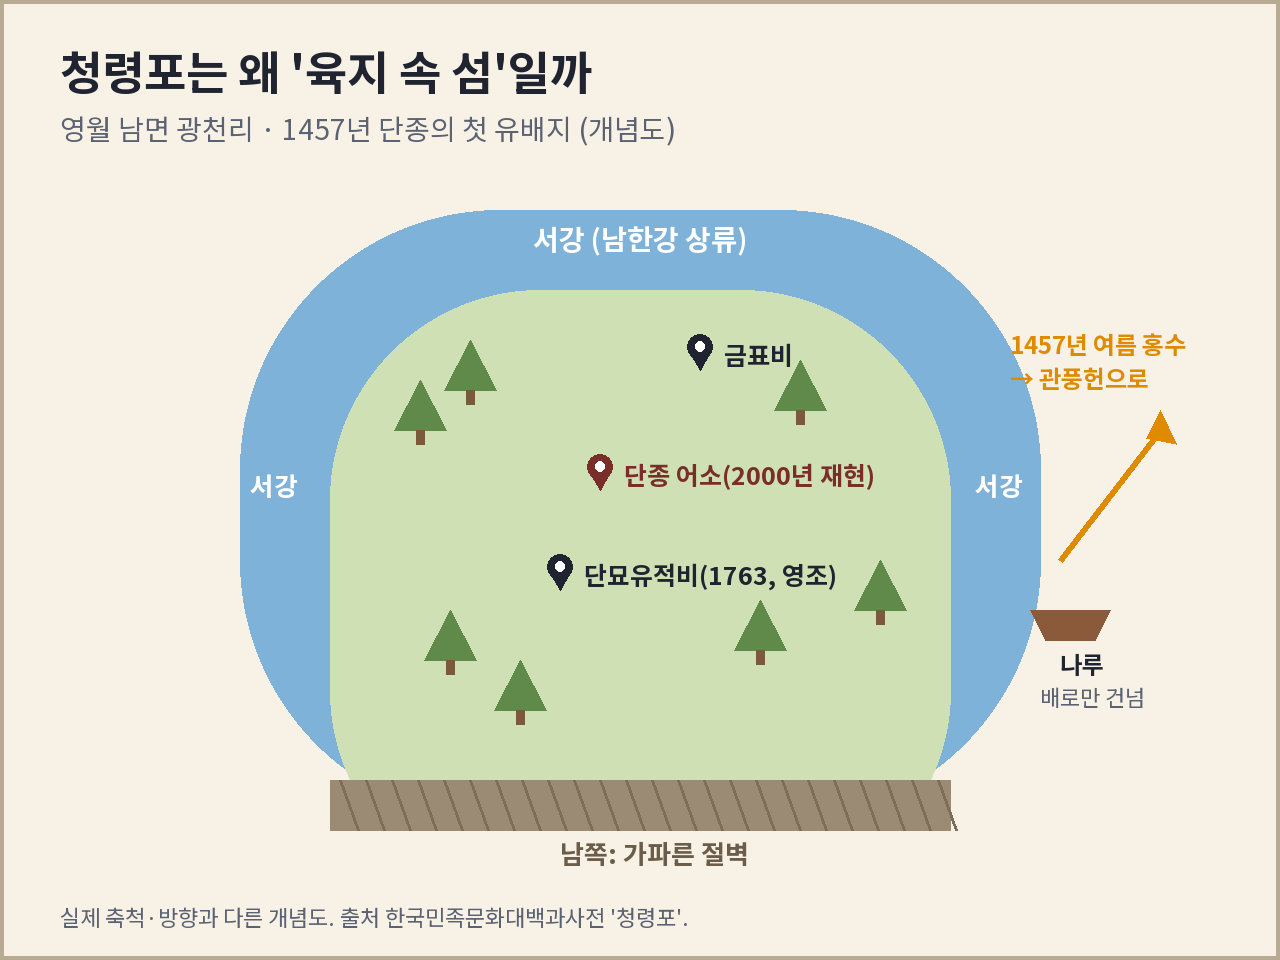 청령포는 왜 '육지 속 섬'일까
영월 남면 광천리 · 1457년 단종의 첫 유배지 (개념도)
서강 (남한강 상류)
금표비
1457년 여름 홍수
→ 관풍헌으로
단종 어소(2000년 재현)
서강
서강
단묘유적비(1763, 영조)
나루
배로만 건넘
남쪽: 가파른 절벽
실제 축척·방향과 다른 개념도. 출처 한국민족문화대백과사전 '청령포'.